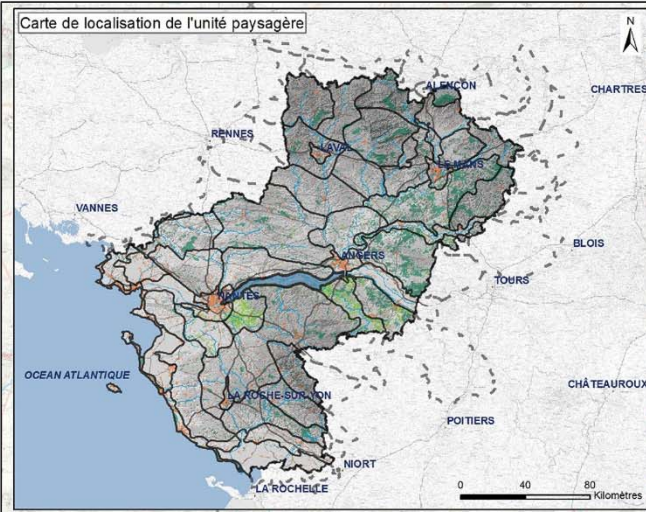 Carte de localisation de l'unité paysagère
N
ALENÇON
CHARTRES
RENNES
LAVAL
LE MANS
VANNES
BLOIS
ANGERS
TOURS
NANTES
OCEAN ATLANTIQUE
CHÂTEAUROUX
LA ROCHE-SUR-YON
POITIERS
NIORT
LA ROCHELLE
0 40 80
Kilomètres